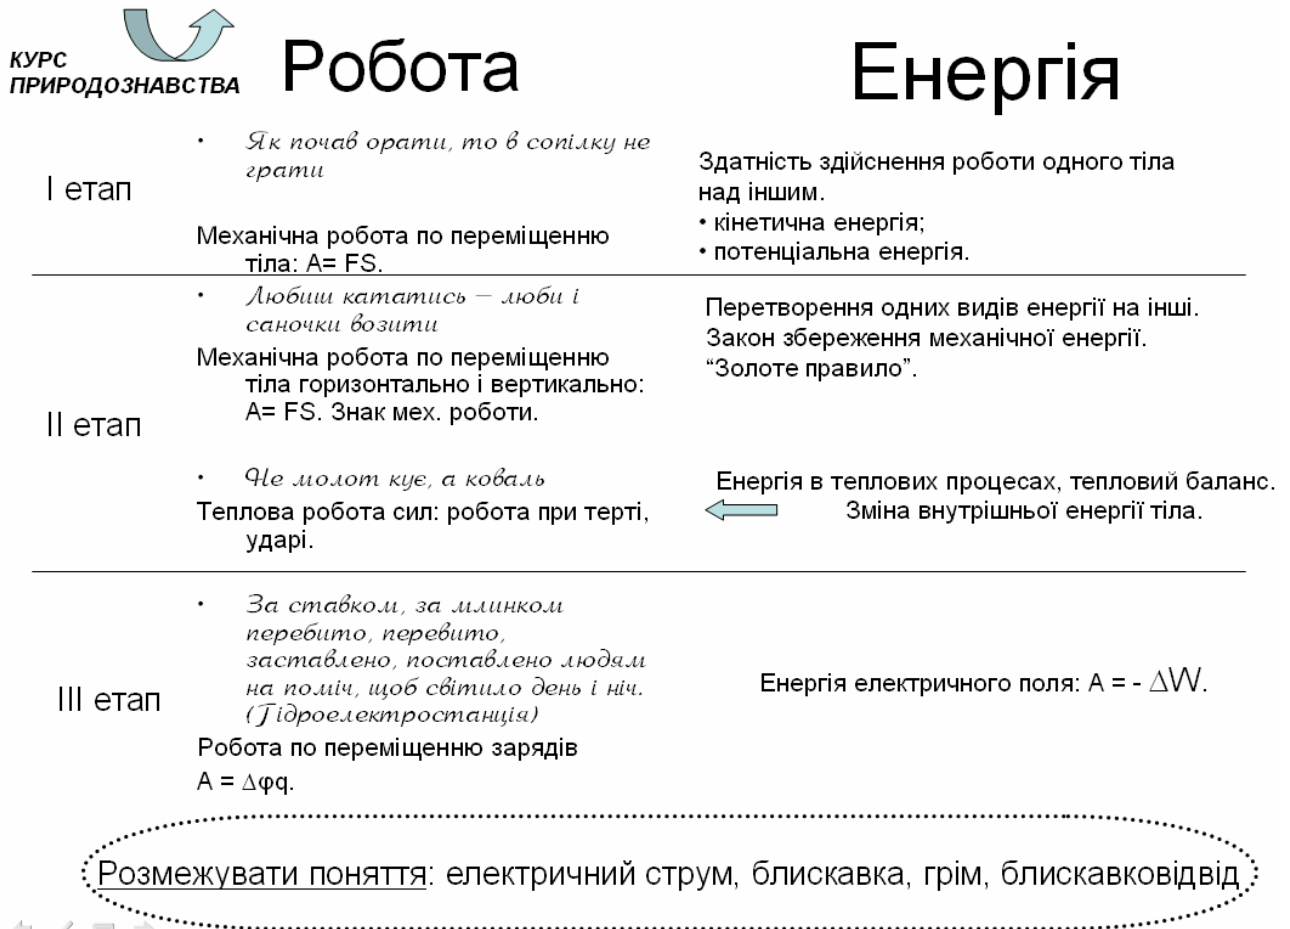 КУРС
ПРИРОДОЗНАВСТВА
Робота
Енергія
І етап
• Як почав орати, то в сопілку не
грати
Механічна робота по переміщенню
тіла: А= FS.
Здатність здійснення роботи одного тіла
над іншим.
• кінетична енергія;
• потенціальна енергія.
ІІ етап
• Любиш кататись – люби і
саночки возити
Механічна робота по переміщенню
тіла горизонтально і вертикально:
А= FS. Знак мех. роботи.
Перетворення одних видів енергії на інші.
Закон збереження механічної енергії.
“Золоте правило”.
• Не молот кує, а коваль
Теплова робота сил: робота при терті,
ударі.
Енергія в теплових процесах, тепловий баланс.
Зміна внутрішньої енергії тіла.
ІІІ етап
• За ставком, за млинком
перебито, перевито,
заставлено, поставлено людям
на поміч, щоб світило день і ніч.
(Гідроелектростанція)
Робота по переміщенню зарядів
А = ∆φq.
Енергія електричного поля: А = - ∆W.
Розмежувати поняття: електричний струм, блискавка, грім, блискавковідвід